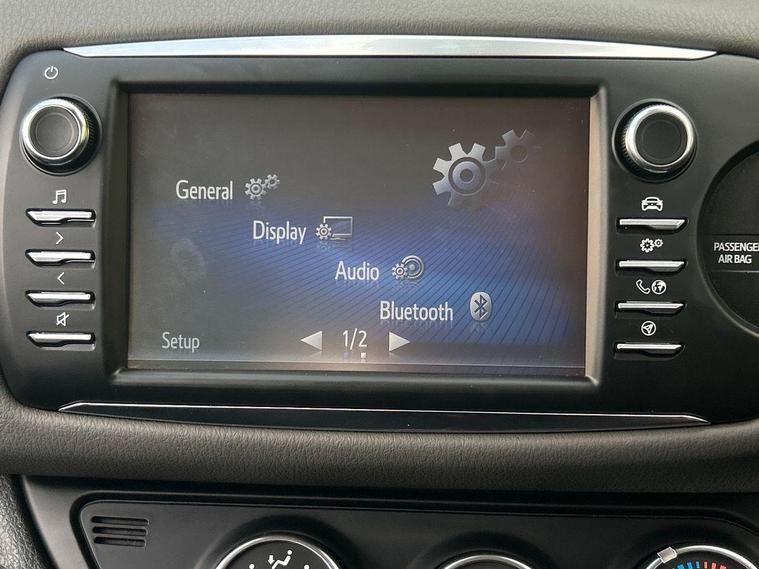 General
Display
Audio
Bluetooth
Setup
1/2
PASSENGER
AIR BAG